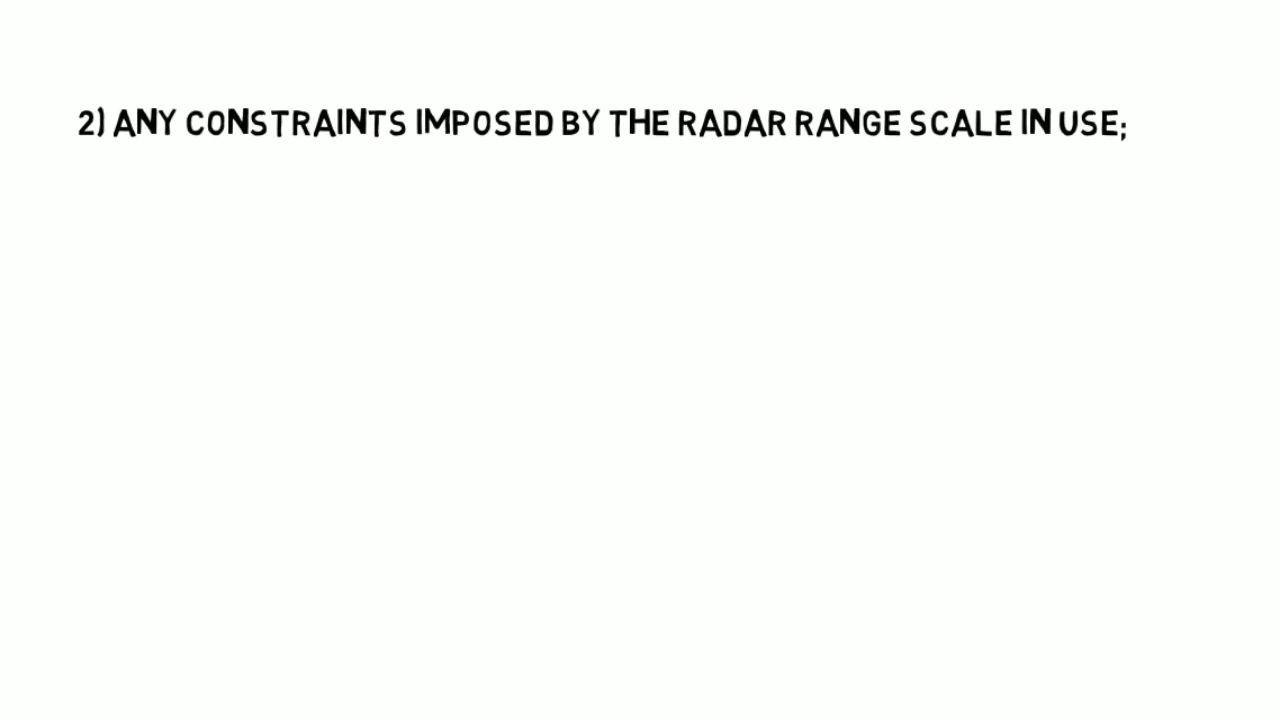 2) ANY CONSTRAINTS IMPOSED BY THE RADAR RANGE SCALE IN USE;